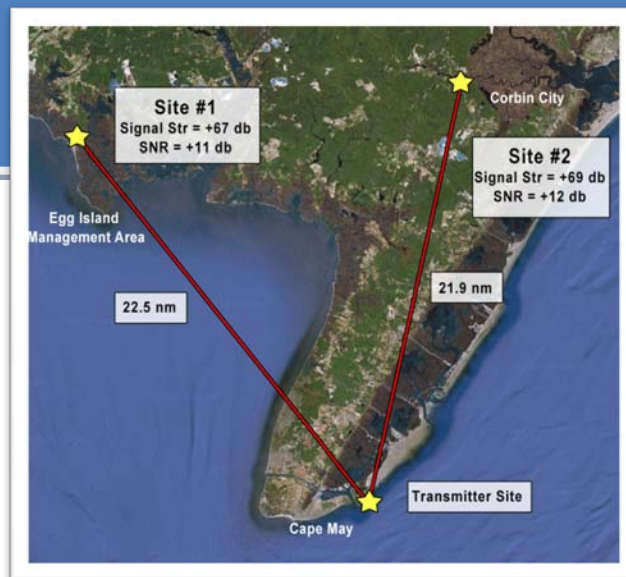 Site #1
Signal Str = +67 db
SNR = +11 db
Corbin City
Site #2
Signal Str = +69 db
SNR = +12 db
Egg Island
Management Area
22.5 nm
21.9 nm
Transmitter Site
Cape May